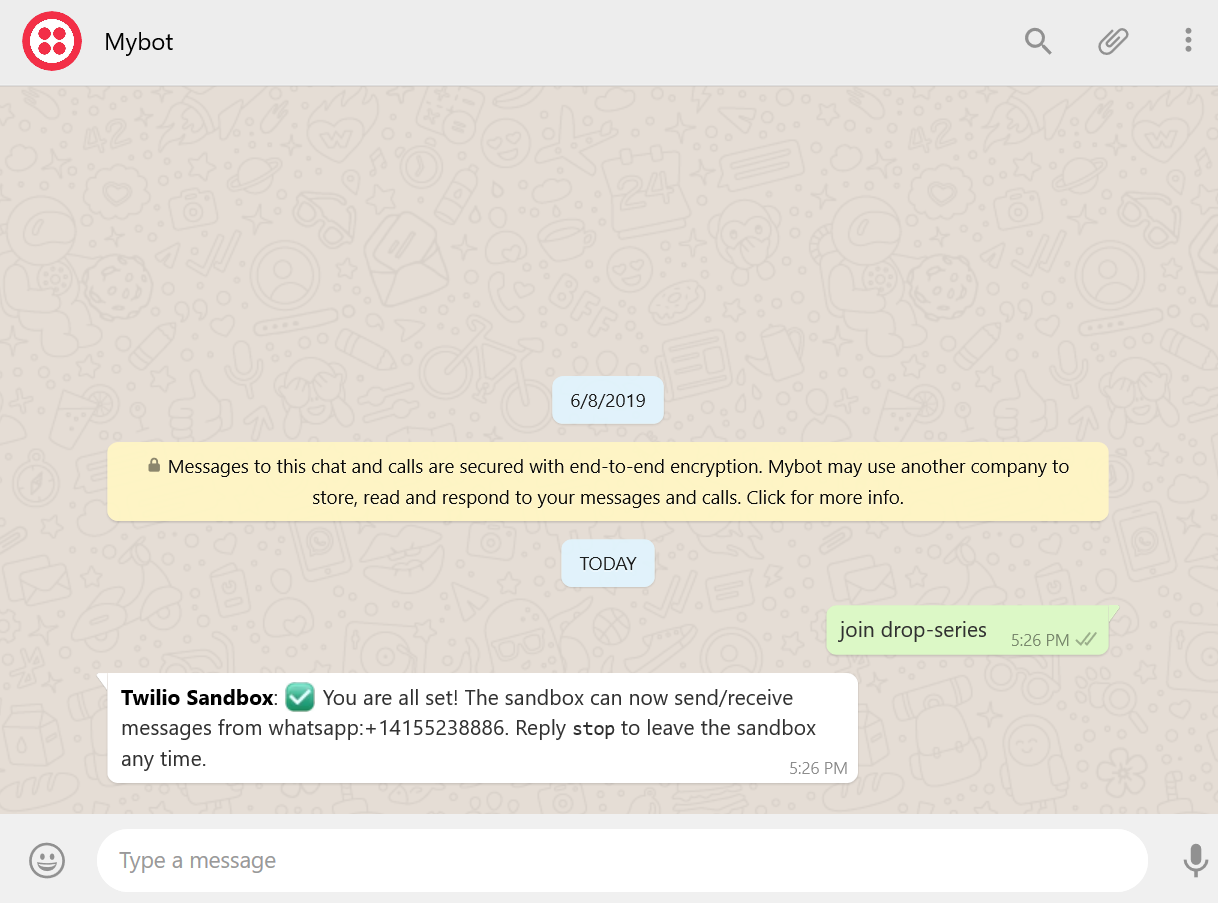 Mybot
6/8/2019
Messages to this chat and calls are secured with end-to-end encryption. Mybot may use another company to
store, read and respond to your messages and calls. Click for more info.
TODAY
join drop-series
5:26 PM
Twilio Sandbox: ✅ You are all set! The sandbox can now send/receive
messages from whatsapp:+14155238886. Reply stop to leave the sandbox
any time.
5:26 PM
Type a message